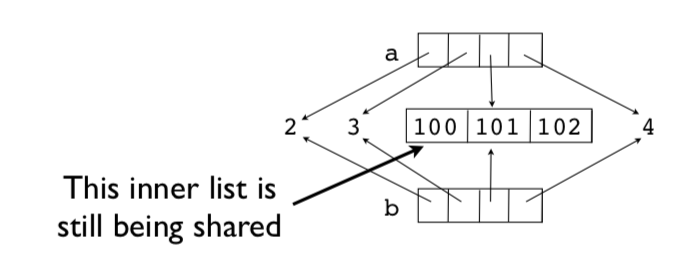 a
2 3 100 101 102 4
This inner list is
still being shared
b